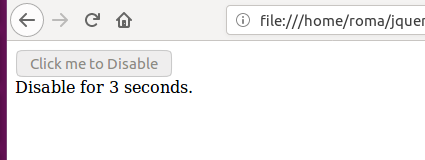 file:///home/roma/jquer
Click me to Disable
Disable for 3 seconds.